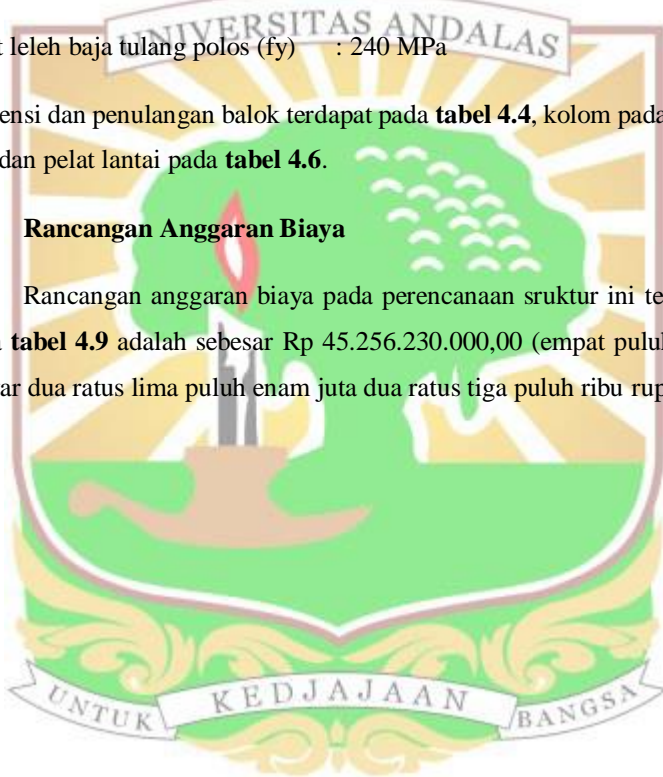 UNIVERSITAS ANDALAS
t leleh baja tulang polos (fy) : 240 MPa
ensi dan penulangan balok terdapat pada tabel 4.4, kolom pada
dan pelat lantai pada tabel 4.6.
Rancangan Anggaran Biaya
Rancangan anggaran biaya pada perencanaan sruktur ini te
tabel 4.9 adalah sebesar Rp 45.256.230.000,00 (empat puluh
ar dua ratus lima puluh enam juta dua ratus tiga puluh ribu rup
UNTUK KEDJAJAAN BANGSA